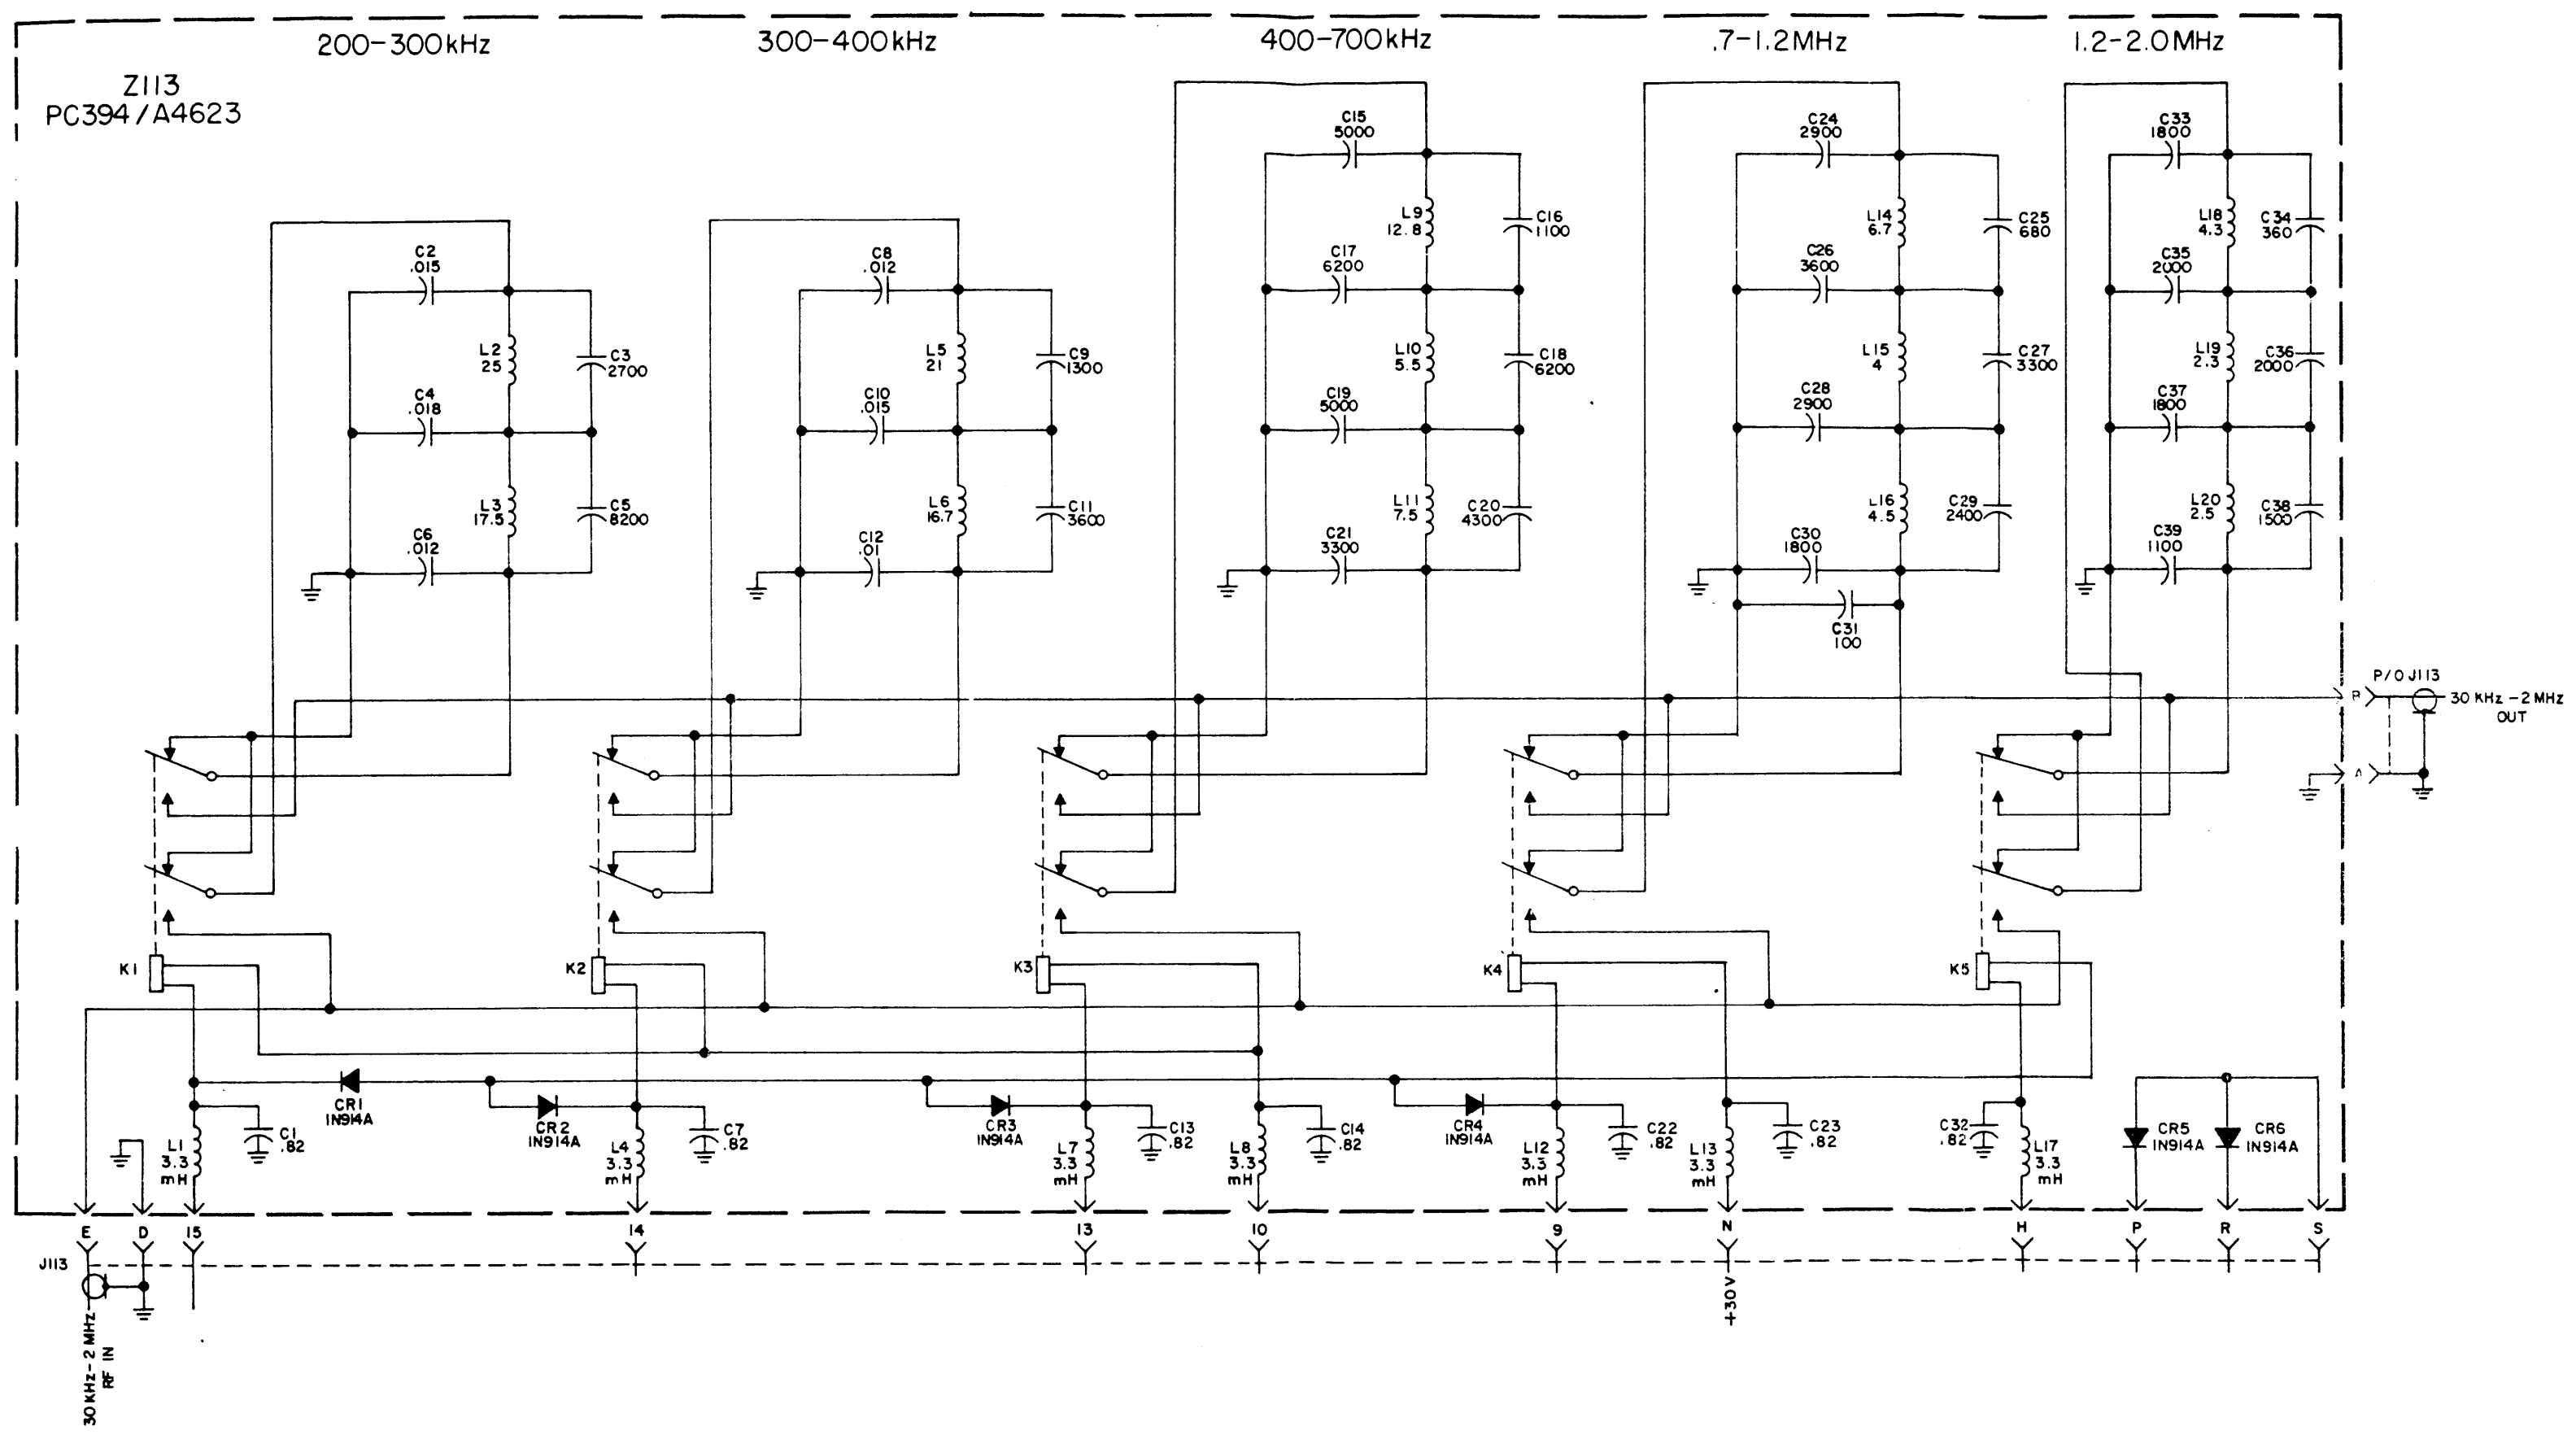 200-300kHz
300-400kHz
400-700kHz
.7-1.2MHz
1.2-2.0MHz
Z113
PC394/A4623
C2
.015
L2
25
C3
2700
C4
.018
L3
17.5
C5
8200
C6
.012
C8
.012
L5
21
C9
1300
C10
.015
L6
16.7
C11
3600
C12
.01
C15
5000
L9
12.8
C16
1100
C17
6200
L10
5.5
C18
6200
C19
5000
L11
7.5
C20
4300
C21
3300
C24
2900
L14
6.7
C25
680
C26
3600
L15
4
C27
3300
C28
2900
L16
4.5
C29
2400
C30
1800
C31
100
C33
1800
L18
4.3
C34
360
C35
2000
L19
2.3
C36
2000
C37
1800
L20
2.5
C38
1500
C39
1100
P/O J113
B
30 KHz-2 MHz
OUT
A
K1
K2
K3
K4
K5
CR1
1N914A
CR2
1N914A
CR3
1N914A
CR4
1N914A
CR5
1N914A
CR6
1N914A
L1
3.3
mH
C1
.82
L4
3.3
mH
C7
.82
L7
3.3
mH
C13
.82
L8
3.3
mH
C14
.82
L12
3.3
mH
C22
.82
L13
3.3
mH
C23
.82
C32
.82
L17
3.3
mH
E D 15 14 13 10 9 N H P R S
J113
+30V
30 KHz-2 MHz
RF IN